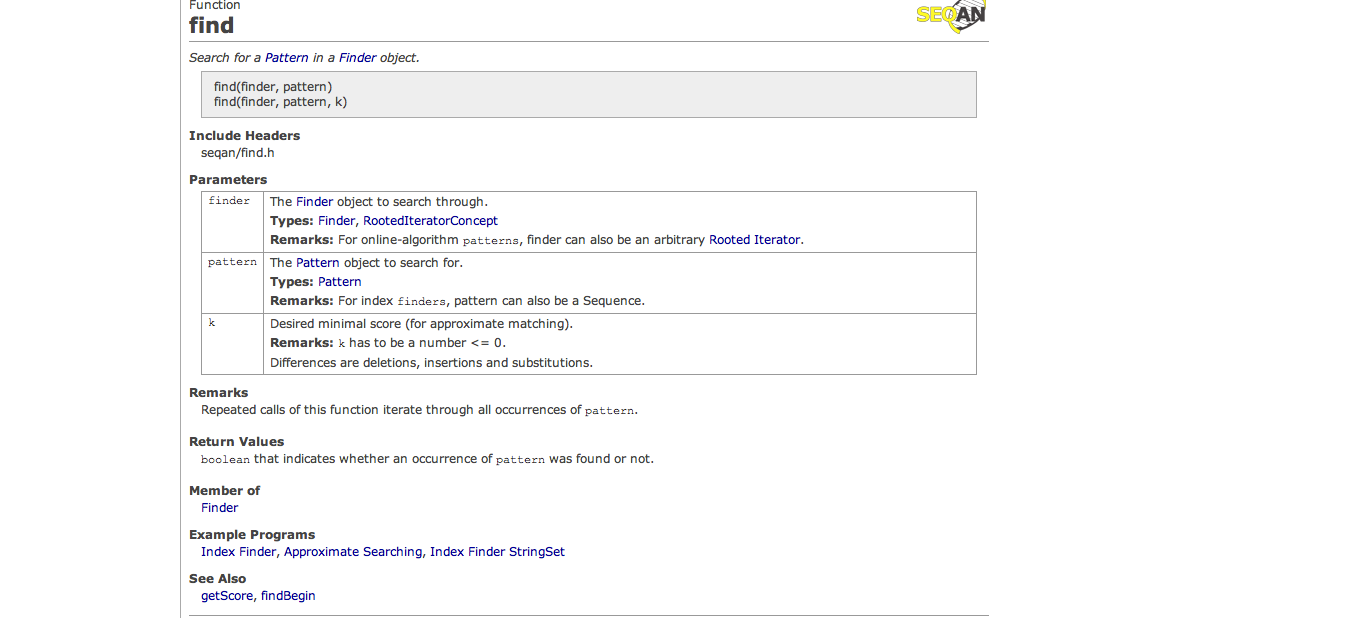 Function
find
SEQAN
Search for a Pattern in a Finder object.
find(finder, pattern)
find(finder, pattern, k)
Include Headers
seqan/find.h
Parameters
finder
The Finder object to search through.
Types: Finder, RootedIteratorConcept
Remarks: For online-algorithm patterns, finder can also be an arbitrary Rooted Iterator.
pattern
The Pattern object to search for.
Types: Pattern
Remarks: For index finders, pattern can also be a Sequence.
k
Desired minimal score (for approximate matching).
Remarks: k has to be a number <= 0.
Differences are deletions, insertions and substitutions.
Remarks
Repeated calls of this function iterate through all occurrences of pattern.
Return Values
boolean that indicates whether an occurrence of pattern was found or not.
Member of
Finder
Example Programs
Index Finder, Approximate Searching, Index Finder StringSet
See Also
getScore, findBegin